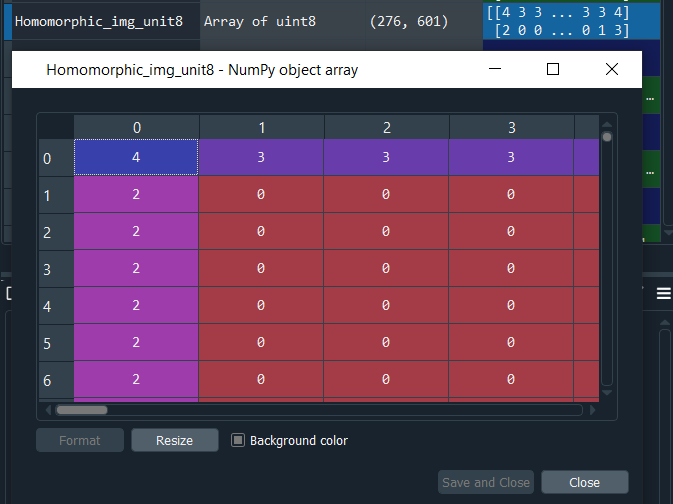 Homomorphic_img_unit8 Array of uint8 (276, 601) [[4 3 3 ... 3 3 4]
[2 0 0 ... 0 1 3]
Homomorphic_img_unit8 - NumPy object array
...
0 1 2 3
0 4 3 3 3
...
1 2 0 0 0
2 2 0 0 0
3 2 0 0 0
4 2 0 0 0
5 2 0 0 0
6 2 0 0 0
Format Resize Background color
Save and Close Close